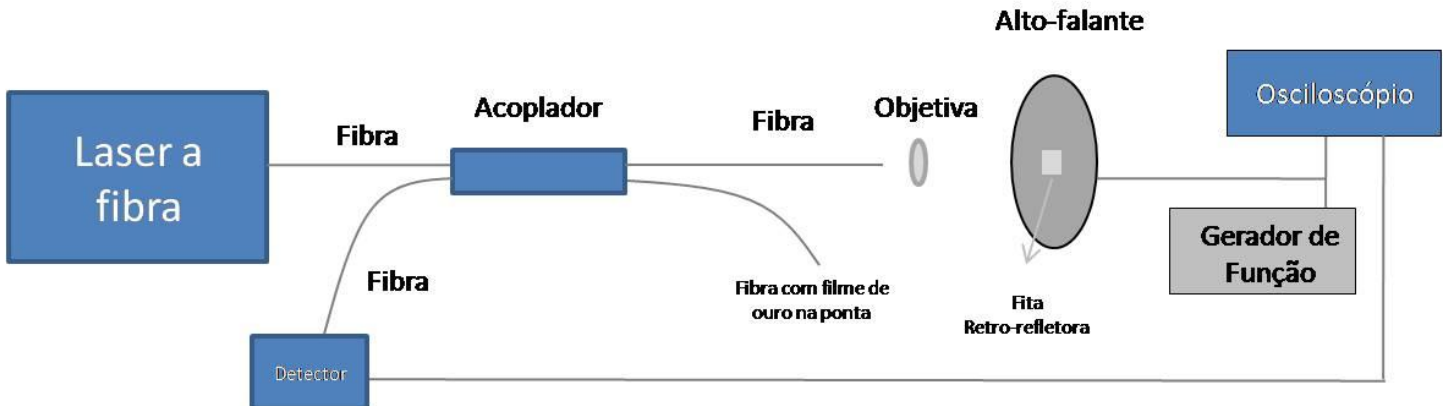 Alto-falante
Laser a
fibra
Fibra
Acoplador
Fibra
Objetiva
Osciloscópio
Gerador de
Função
Fibra
Fibra com filme de
ouro na ponta
Fita
Retro-refletora
Detector